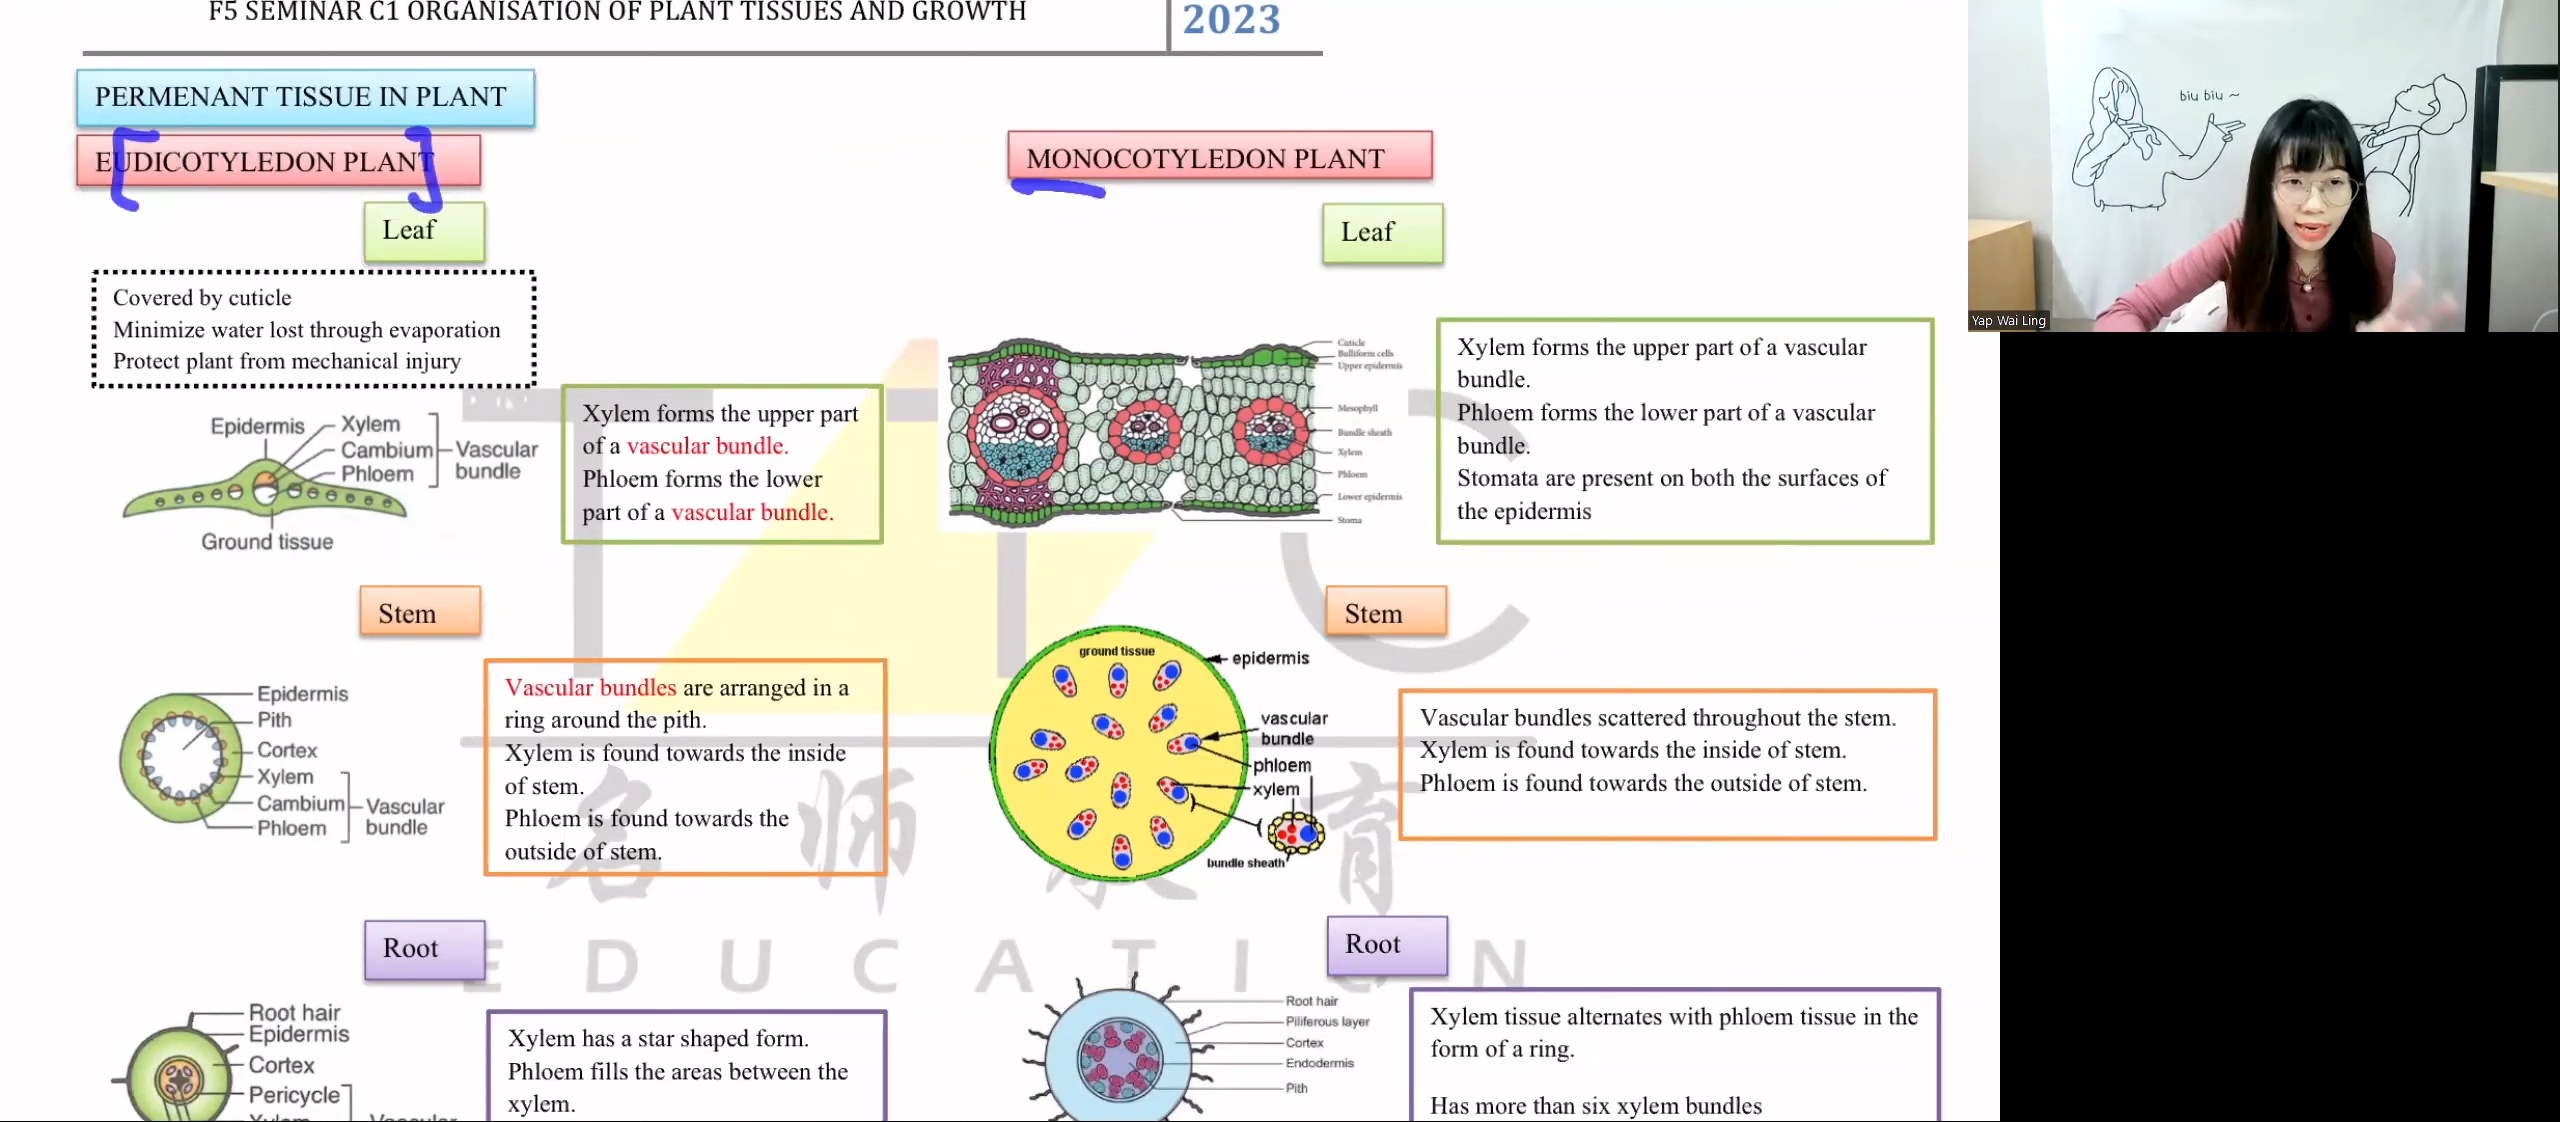 F5 SEMINAR C1 ORGANISATION OF PLANT TISSUES AND GROWTH
2023
PERMENANT TISSUE IN PLANT
EUDICOTYLEDON PLANT
Leaf
Covered by cuticle
Minimize water lost through evaporation
Protect plant from mechanical injury
Epidermis
Xylem
Cambium
Phloem
Vascular
bundle
Ground tissue
Xylem forms the upper part
of a vascular bundle.
Phloem forms the lower
part of a vascular bundle.
Stem
Epidermis
Pith
Cortex
Xylem
Cambium
Phloem
Vascular
bundle
Vascular bundles are arranged in a
ring around the pith.
Xylem is found towards the inside
of stem.
Phloem is found towards the
outside of stem.
Root
Root hair
Epidermis
Cortex
Pericycle
Xylem
Vascular
Xylem has a star shaped form.
Phloem fills the areas between the
xylem.
MONOCOTYLEDON PLANT
Leaf
Cuticle
Bulliform cells
Upper epidermis
Mesophyll
Bundle sheath
Xylem
Phloem
Lower epidermis
Stoma
Xylem forms the upper part of a vascular
bundle.
Phloem forms the lower part of a vascular
bundle.
Stomata are present on both the surfaces of
the epidermis
Stem
ground tissue
epidermis
vascular
bundle
phloem
xylem
bundle sheath
Vascular bundles scattered throughout the stem.
Xylem is found towards the inside of stem.
Phloem is found towards the outside of stem.
Root
Root hair
Piliferous layer
Cortex
Endodermis
Pith
Xylem tissue alternates with phloem tissue in the
form of a ring.
Has more than six xylem bundles
名师教育
EDUCATION
biu biu ~
Yap Wai Ling